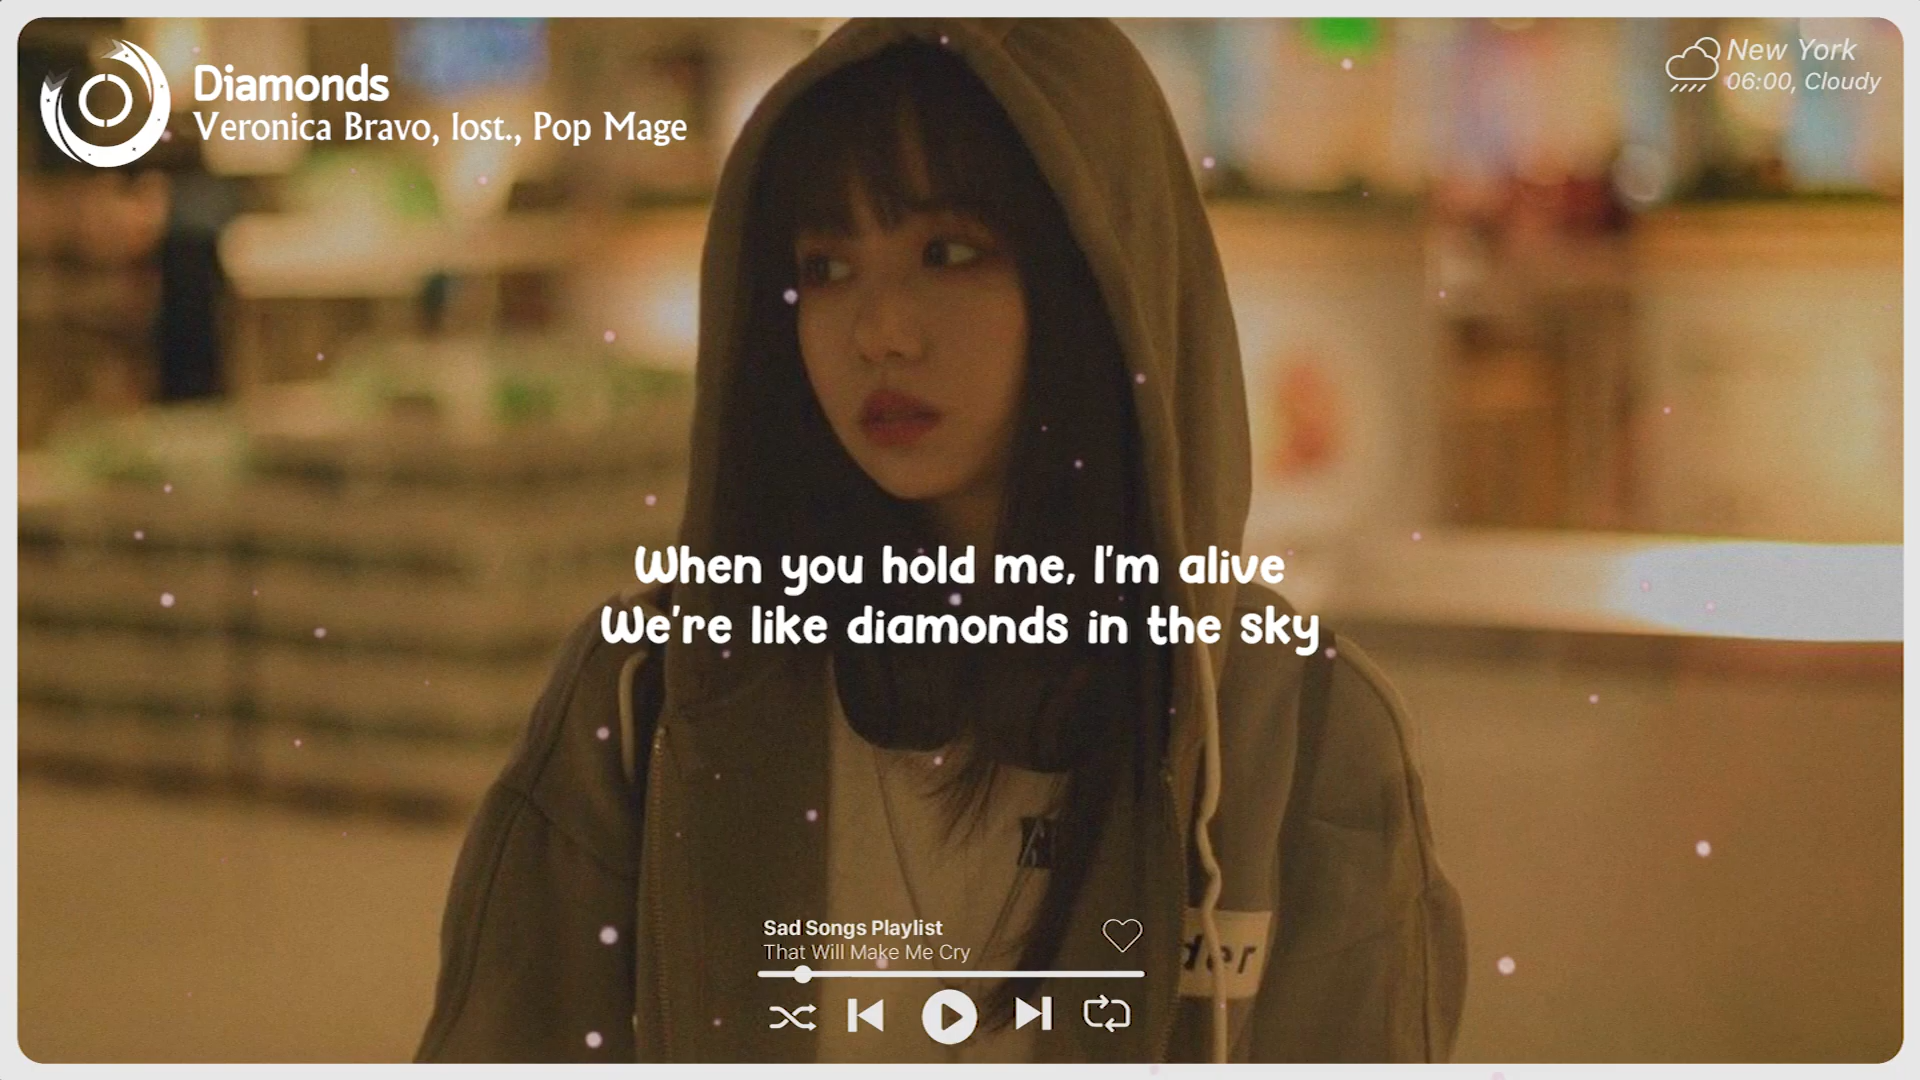 Diamonds
Veronica Bravo, lost., Pop Mage
New York
06:00, Cloudy
When you hold me, I'm alive
We're like diamonds in the sky
Sad Songs Playlist
That Will Make Me Cry
der